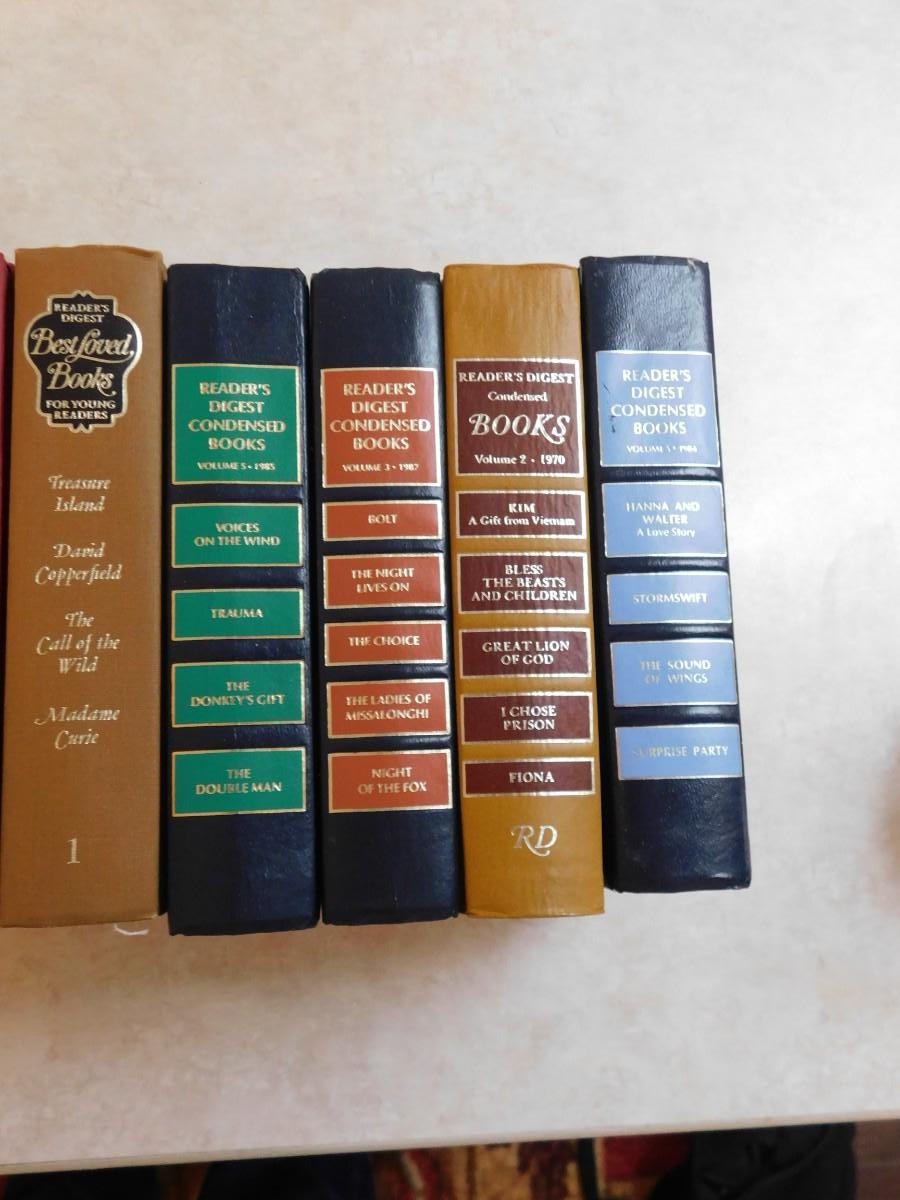 READER'S
DIGEST
Best Loved
Books
FOR YOUNG
READERS
Treasure
Island
David
Copperfield
The
Call of the
Wild
Madame
Curie
1
READER'S
DIGEST
CONDENSED
BOOKS
VOLUME 5 • 1985
VOICES
ON THE WIND
TRAUMA
THE
DONKEY'S GIFT
THE
DOUBLE MAN
READER'S
DIGEST
CONDENSED
BOOKS
VOLUME 3 • 1987
BOLT
THE NIGHT
LIVES ON
THE CHOICE
THE LADIES OF
MISSALONGHI
NIGHT
OF THE FOX
READER'S DIGEST
Condensed
BOOKS
Volume 2 • 1970
KIM
A Gift from Vietnam
BLESS
THE BEASTS
AND CHILDREN
GREAT LION
OF GOD
I CHOSE
PRISON
FIONA
RD
READER'S
DIGEST
CONDENSED
BOOKS
VOLUME • 1984
HANNA AND
WALTER
A Love Story
STORMSWIFT
THE SOUND
OF WINGS
SURPRISE PARTY